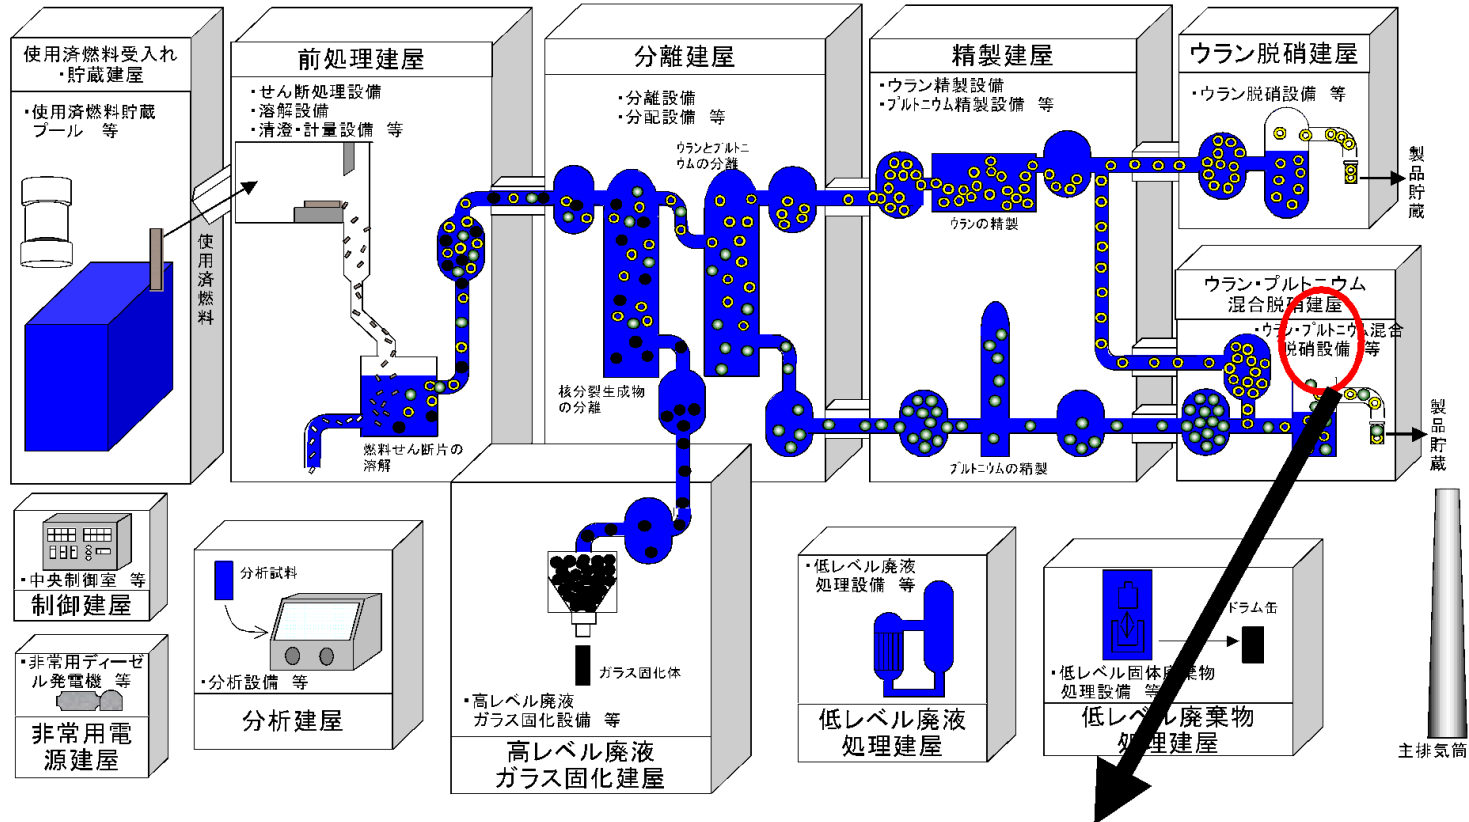 使用済燃料受入れ
・貯蔵建屋
・使用済燃料貯蔵
プール 等
使用済燃料
前処理建屋
・せん断処理設備
・溶解設備
・清澄・計量設備 等
燃料せん断片の
溶解
分離建屋
・分離設備
・分配設備 等
ウランとプルトニ
ウムの分離
核分裂生成物
の分離
精製建屋
・ウラン精製設備
・プルトニウム精製設備 等
ウランの精製
プルトニウムの精製
ウラン脱硝建屋
・ウラン脱硝設備 等
製品貯蔵
ウラン・プルトニウム
混合脱硝建屋
・ウラン・プルトニウム混合
脱硝設備 等
製品貯蔵
・中央制御室 等
制御建屋
・非常用ディーゼ
ル発電機 等
非常用電
源建屋
分析試料
・分析設備 等
分析建屋
ガラス固化体
・高レベル廃液
ガラス固化設備 等
高レベル廃液
ガラス固化建屋
・低レベル廃液
処理設備 等
低レベル廃液
処理建屋
ドラム缶
・低レベル固体廃棄物
処理設備 等
低レベル廃棄物
処理建屋
主排気筒